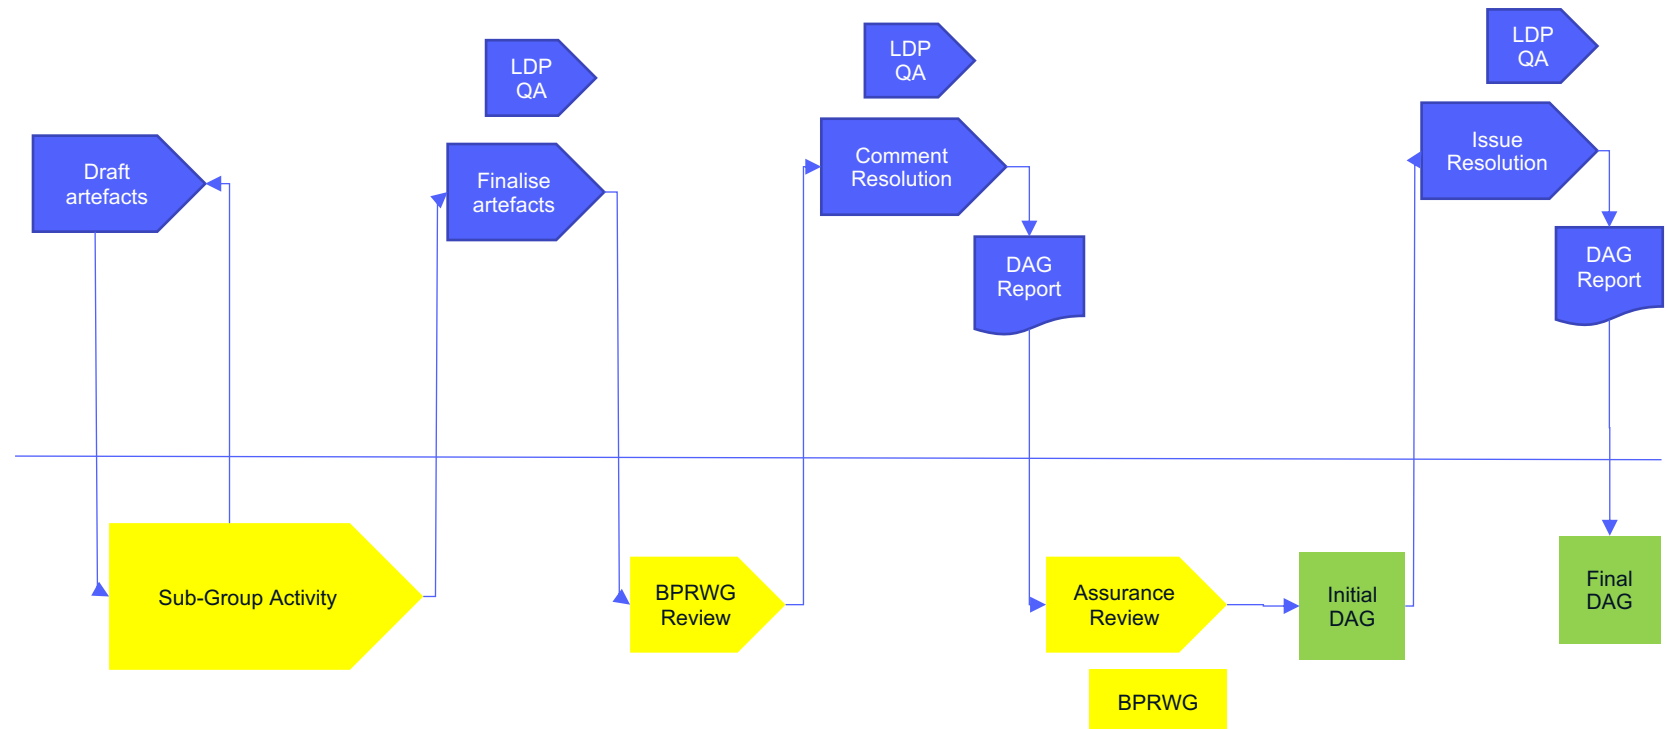 LDP
QA
LDP
QA
LDP
QA
Draft
artefacts
Finalise
artefacts
Comment
Resolution
Issue
Resolution
DAG
Report
DAG
Report
Sub-Group Activity
BPRWG
Review
Assurance
Review
Initial
DAG
Final
DAG
BPRWG